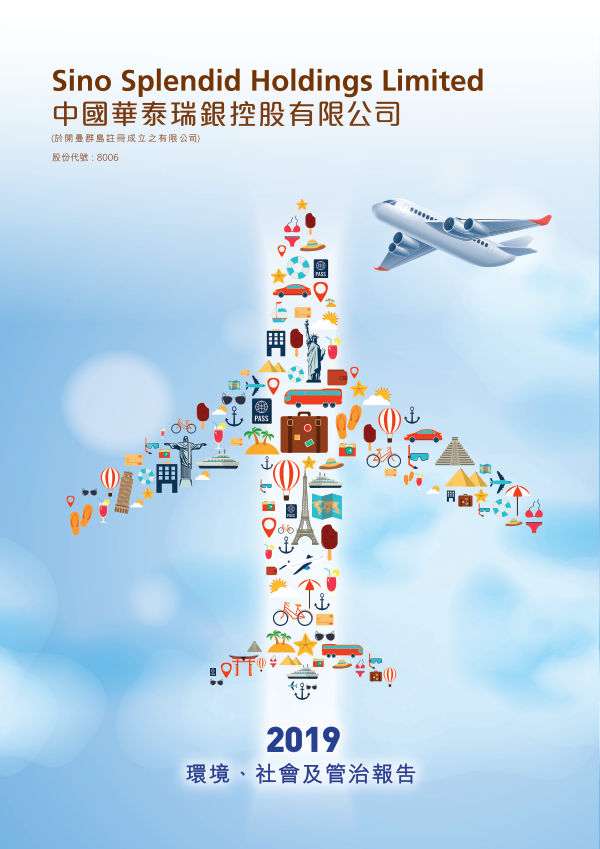 Sino Splendid Holdings Limited
中國華泰瑞銀控股有限公司
(於開曼群島註冊成立之有限公司)
股份代號：8006
PASS
PASS
2019
環境、社會及管治報告